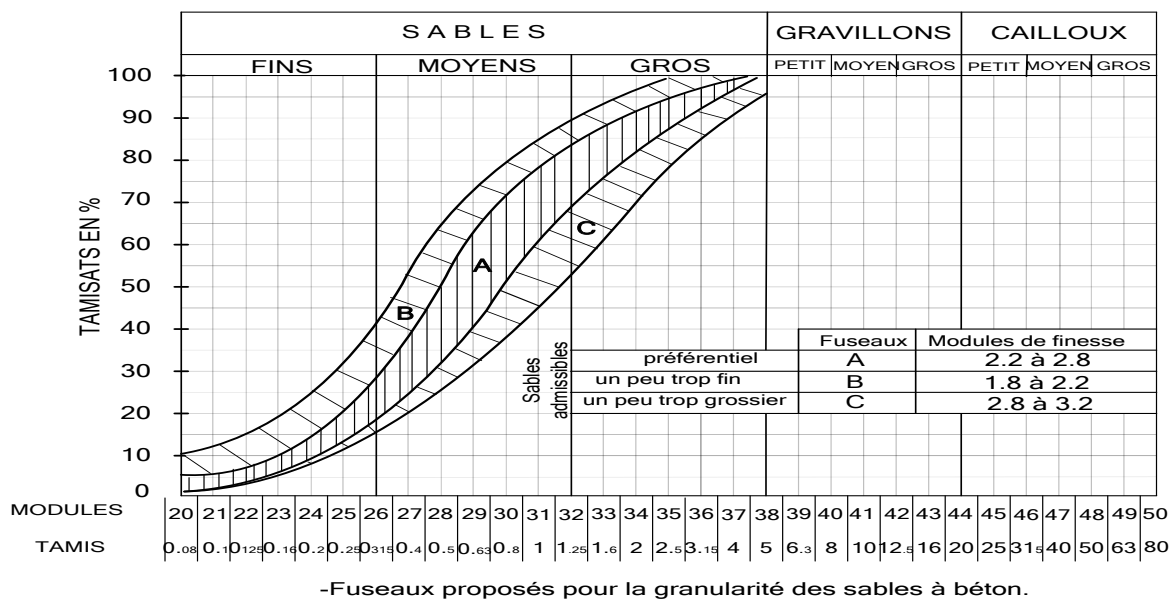 S A B L E S GRAVILLONS CAILLOUX
FINS MOYENS GROS PETIT MOYEN GROS PETIT MOYEN GROS
100
90
80
70
60
50
40
30
20
10
0
TAMISATS EN %
A
B
C
Sables admissibles
Fuseaux Modules de finesse
préférentiel A 2.2 à 2.8
un peu trop fin B 1.8 à 2.2
un peu trop grossier C 2.8 à 3.2
MODULES 20 21 22 23 24 25 26 27 28 29 30 31 32 33 34 35 36 37 38 39 40 41 42 43 44 45 46 47 48 49 50
TAMIS 0.08 0.1 0125 0.16 0.2 0.25 0.315 0.4 0.5 0.63 0.8 1 1.25 1.6 2 2.5 3.15 4 5 6.3 8 10 12.5 16 20 25 31.5 40 50 63 80
-Fuseaux proposés pour la granularité des sables à béton.